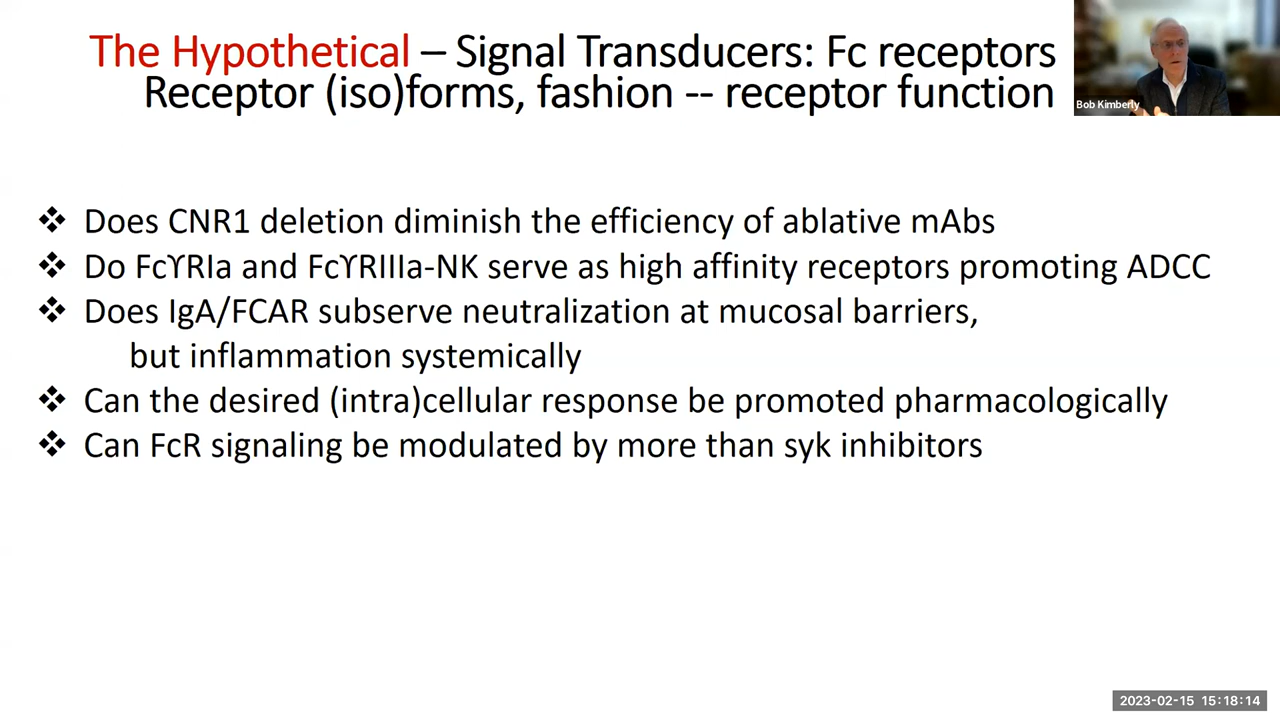 The Hypothetical – Signal Transducers: Fc receptors
Receptor (iso)forms, fashion -- receptor function
Bob Kimberly
❖ Does CNR1 deletion diminish the efficiency of ablative mAbs
❖ Do FcϒRIa and FcϒRIIIa-NK serve as high affinity receptors promoting ADCC
❖ Does IgA/FCAR subserve neutralization at mucosal barriers,
but inflammation systemically
❖ Can the desired (intra)cellular response be promoted pharmacologically
❖ Can FcR signaling be modulated by more than syk inhibitors
2023-02-15 15:18:14